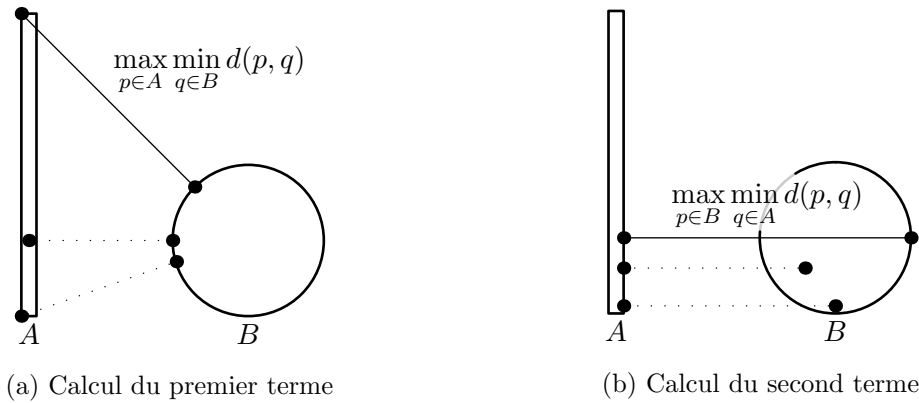 max min d(p, q)
p∈A q∈B
A
B
(a) Calcul du premier terme
max min d(p, q)
p∈B q∈A
A
B
(b) Calcul du second terme